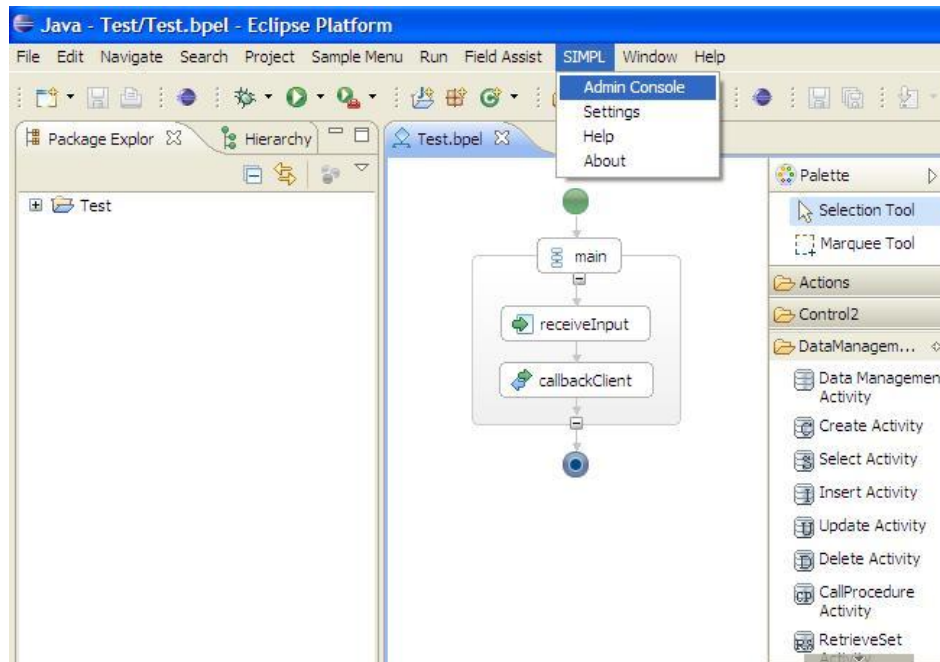 Java - Test/Test.bpel - Eclipse Platform
File Edit Navigate Search Project Sample Menu Run Field Assist SIMPL Window Help
Admin Console
Settings
Help
About
Package Explor
Hierarchy
Test.bpel
Test
main
receiveInput
callbackClient
Palette
Selection Tool
Marquee Tool
Actions
Control2
DataManagem...
Data Managemen
Activity
Create Activity
Select Activity
Insert Activity
Update Activity
Delete Activity
CallProcedure
Activity
RetrieveSet